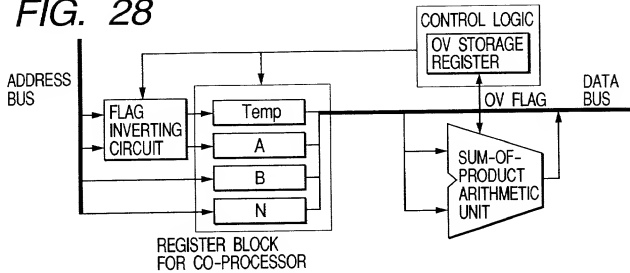 FIG. 28
CONTROL LOGIC
OV STORAGE
REGISTER
ADDRESS
BUS
FLAG
INVERTING
CIRCUIT
Temp
A
B
N
OV FLAG
DATA
BUS
SUM-OF-
PRODUCT
ARITHMETIC
UNIT
REGISTER BLOCK
FOR CO-PROCESSOR